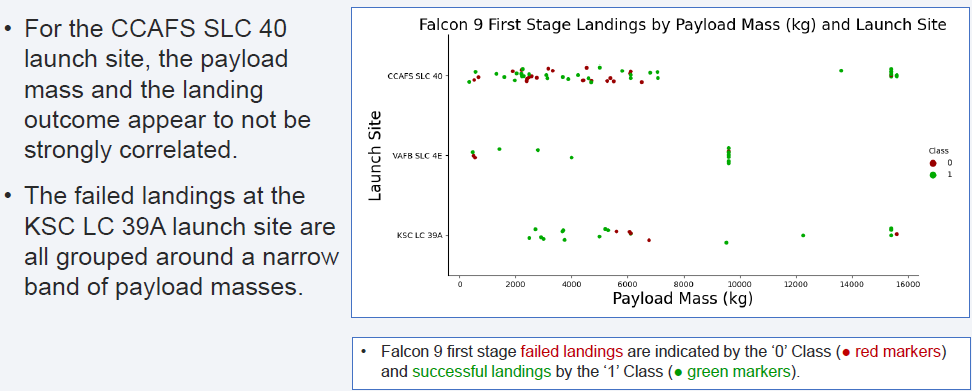 • For the CCAFS SLC 40
launch site, the payload
mass and the landing
outcome appear to not be
strongly correlated.
• The failed landings at the
KSC LC 39A launch site are
all grouped around a narrow
band of payload masses.
Falcon 9 First Stage Landings by Payload Mass (kg) and Launch Site
Launch Site
CCAFS SLC 40
VAFB SLC 4E
KSC LC 39A
0 2000 4000 6000 8000 10000 12000 14000 16000
Payload Mass (kg)
Class
0
1
• Falcon 9 first stage failed landings are indicated by the ‘0’ Class (● red markers)
and successful landings by the ‘1’ Class (● green markers).